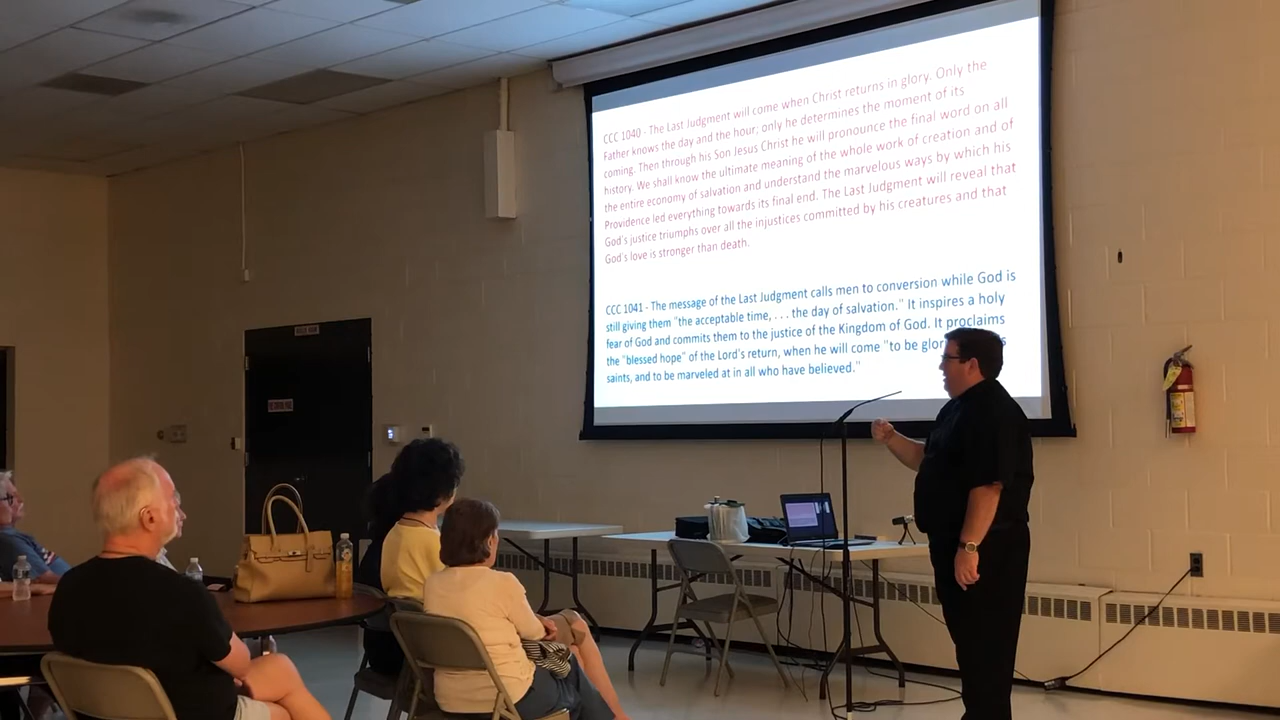 CCC 1040 - The Last Judgment will come when Christ returns in glory. Only the
Father knows the day and the hour; only he determines the moment of its
coming. Then through his Son Jesus Christ he will pronounce the final word on all
history. We shall know the ultimate meaning of the whole work of creation and of
the entire economy of salvation and understand the marvelous ways by which his
Providence led everything towards its final end. The Last Judgment will reveal that
God's justice triumphs over all the injustices committed by his creatures and that
God's love is stronger than death.
CCC 1041 - The message of the Last Judgment calls men to conversion while God is
still giving them "the acceptable time, . . . the day of salvation." It inspires a holy
fear of God and commits them to the justice of the Kingdom of God. It proclaims
the "blessed hope" of the Lord's return, when he will come "to be glor
saints, and to be marveled at in all who have believed."